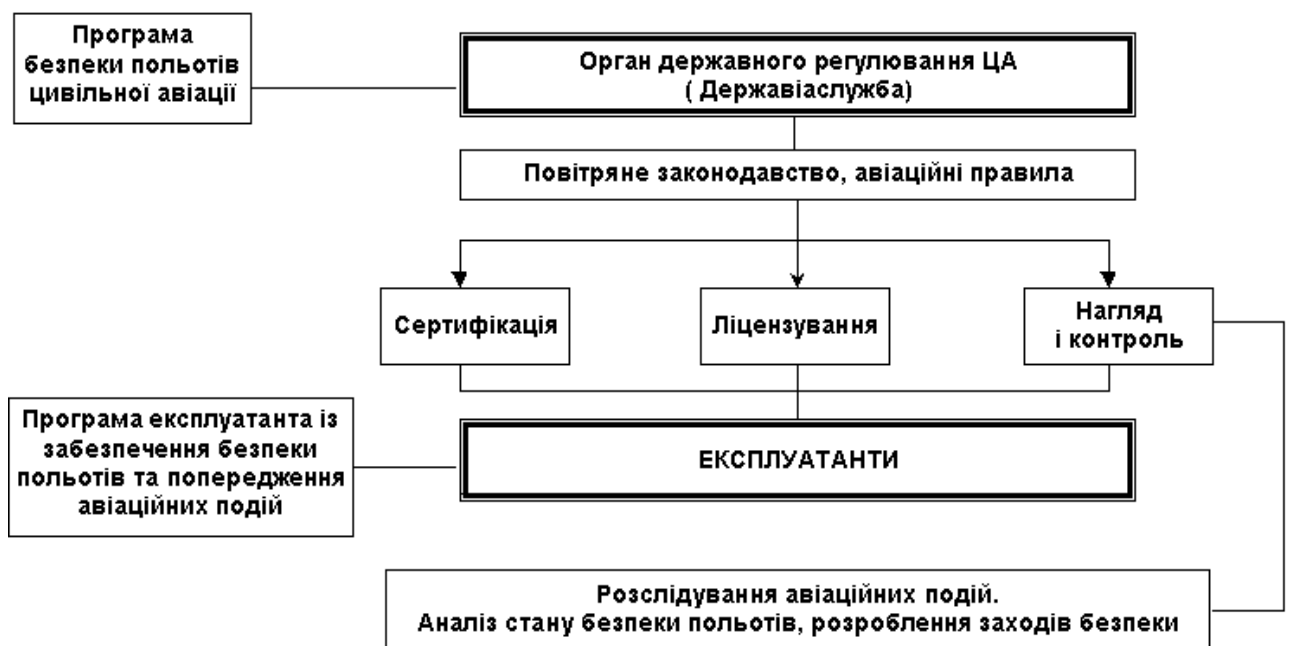 Програма
безпеки польотів
цивільної авіації
Орган державного регулювання ЦА
( Державіаслужба)
Повітряне законодавство, авіаційні правила
Сертифікація
Ліцензування
Нагляд
і контроль
Програма експлуатанта із
забезпечення безпеки
польотів та попередження
авіаційних подій
ЕКСПЛУАТАНТИ
Розслідування авіаційних подій.
Аналіз стану безпеки польотів, розроблення заходів безпеки